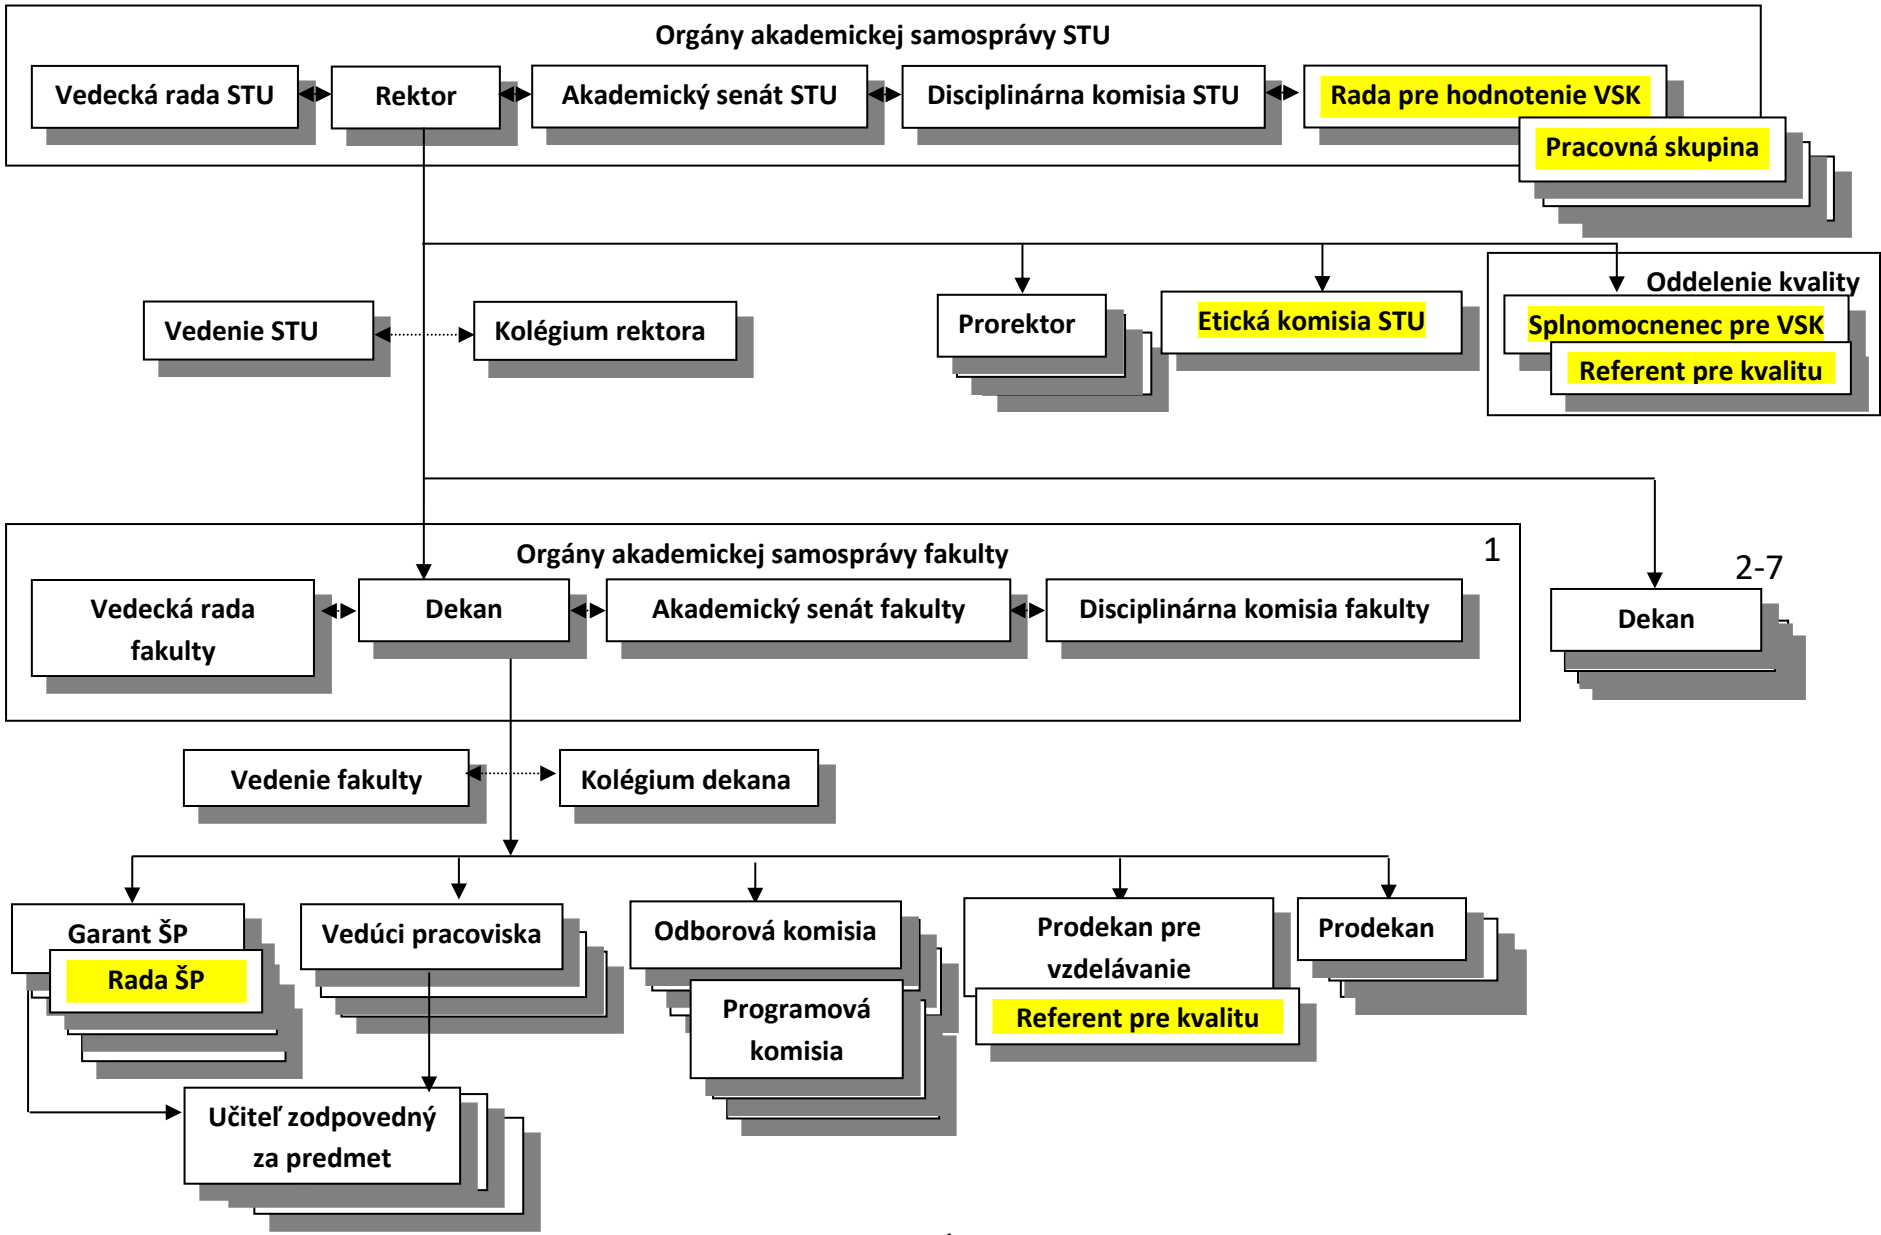 Orgány akademickej samosprávy STU
Vedecká rada STU
Rektor
Akademický senát STU
Disciplinárna komisia STU
Rada pre hodnotenie VSK
Pracovná skupina
Oddelenie kvality
Vedenie STU
Kolégium rektora
Prorektor
Etická komisia STU
Splnomocnenec pre VSK
Referent pre kvalitu
Orgány akademickej samosprávy fakulty
1
2-7
Vedecká rada
fakulty
Dekan
Akademický senát fakulty
Disciplinárna komisia fakulty
Dekan
Vedenie fakulty
Kolégium dekana
Garant ŠP
Rada ŠP
Vedúci pracoviska
Odborová komisia
Programová
komisia
Prodekan pre
vzdelávanie
Referent pre kvalitu
Prodekan
Učiteľ zodpovedný
za predmet